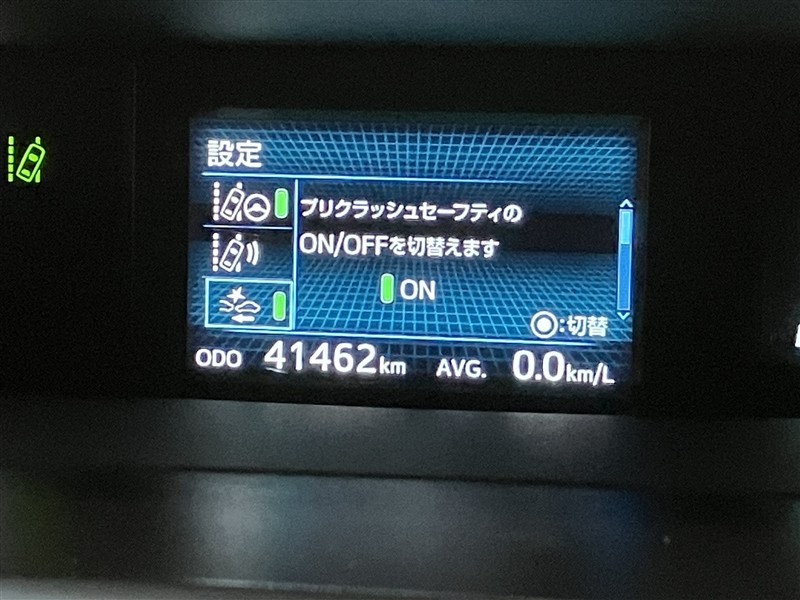 設定
プリクラッシュセーフティの
ON/OFFを切替えます
ON
:切替
ODO 41462km AVG. 0.0km/L